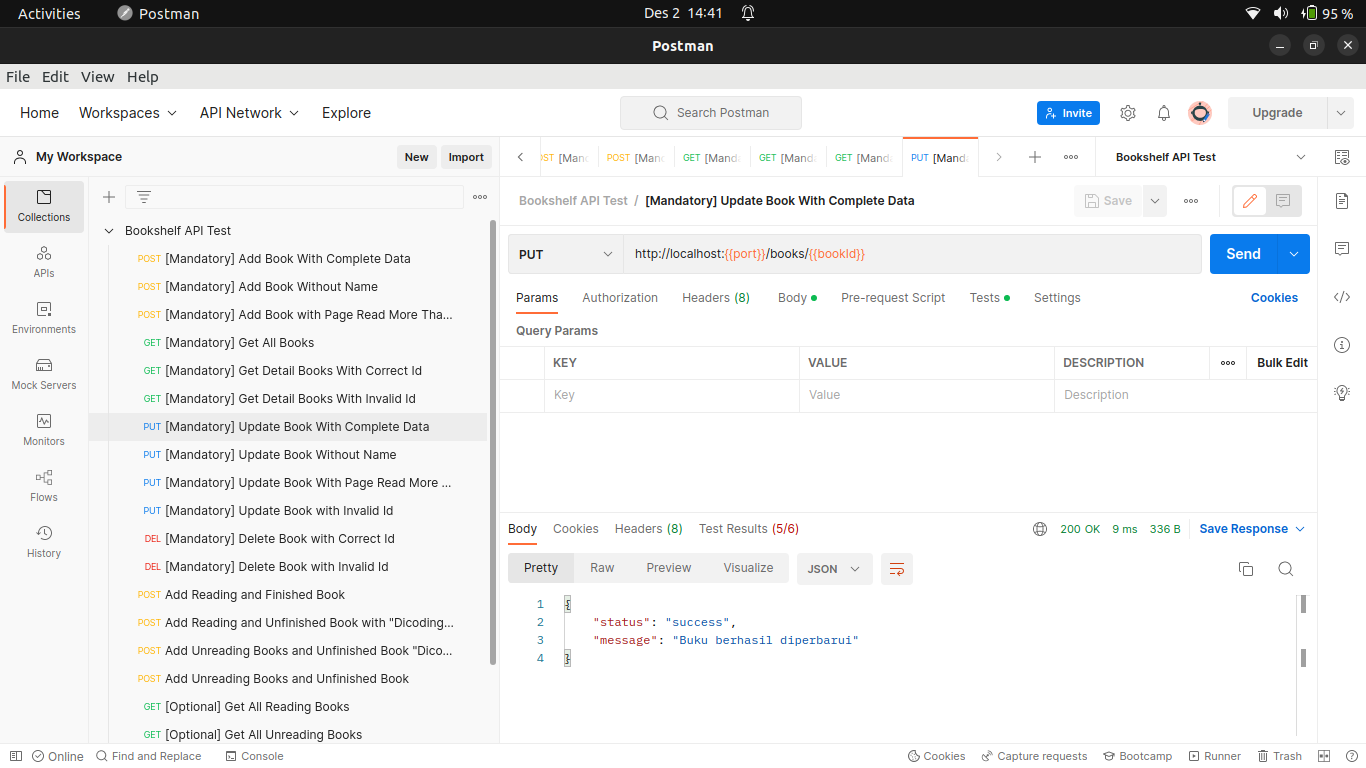 Activities Postman Des 2 14:41 95 %
Postman
File Edit View Help
Home Workspaces API Network Explore Search Postman Invite Upgrade
My Workspace New Import
OST [Mand POST [Mand GET [Mand GET [Mand GET [Mand PUT [Mand Bookshelf API Test
Collections
APIs
Environments
Mock Servers
Monitors
Flows
History
Bookshelf API Test
POST [Mandatory] Add Book With Complete Data
POST [Mandatory] Add Book Without Name
POST [Mandatory] Add Book with Page Read More Tha...
GET [Mandatory] Get All Books
GET [Mandatory] Get Detail Books With Correct Id
GET [Mandatory] Get Detail Books With Invalid Id
PUT [Mandatory] Update Book With Complete Data
PUT [Mandatory] Update Book Without Name
PUT [Mandatory] Update Book With Page Read More ...
PUT [Mandatory] Update Book with Invalid Id
DEL [Mandatory] Delete Book with Correct Id
DEL [Mandatory] Delete Book with Invalid Id
POST Add Reading and Finished Book
POST Add Reading and Unfinished Book with "Dicoding...
POST Add Unreading Books and Unfinished Book "Dico...
POST Add Unreading Books and Unfinished Book
GET [Optional] Get All Reading Books
GET [Optional] Get All Unreading Books
Bookshelf API Test / [Mandatory] Update Book With Complete Data Save
PUT http://localhost:{{port}}/books/{{bookId}} Send
Params Authorization Headers (8) Body Pre-request Script Tests Settings Cookies
Query Params
KEY VALUE DESCRIPTION Bulk Edit
Key Value Description
Body Cookies Headers (8) Test Results (5/6) 200 OK 9 ms 336 B Save Response
Pretty Raw Preview Visualize JSON
1 {
2 "status": "success",
3 "message": "Buku berhasil diperbarui"
4 }
Online Find and Replace Console Cookies Capture requests Bootcamp Runner Trash